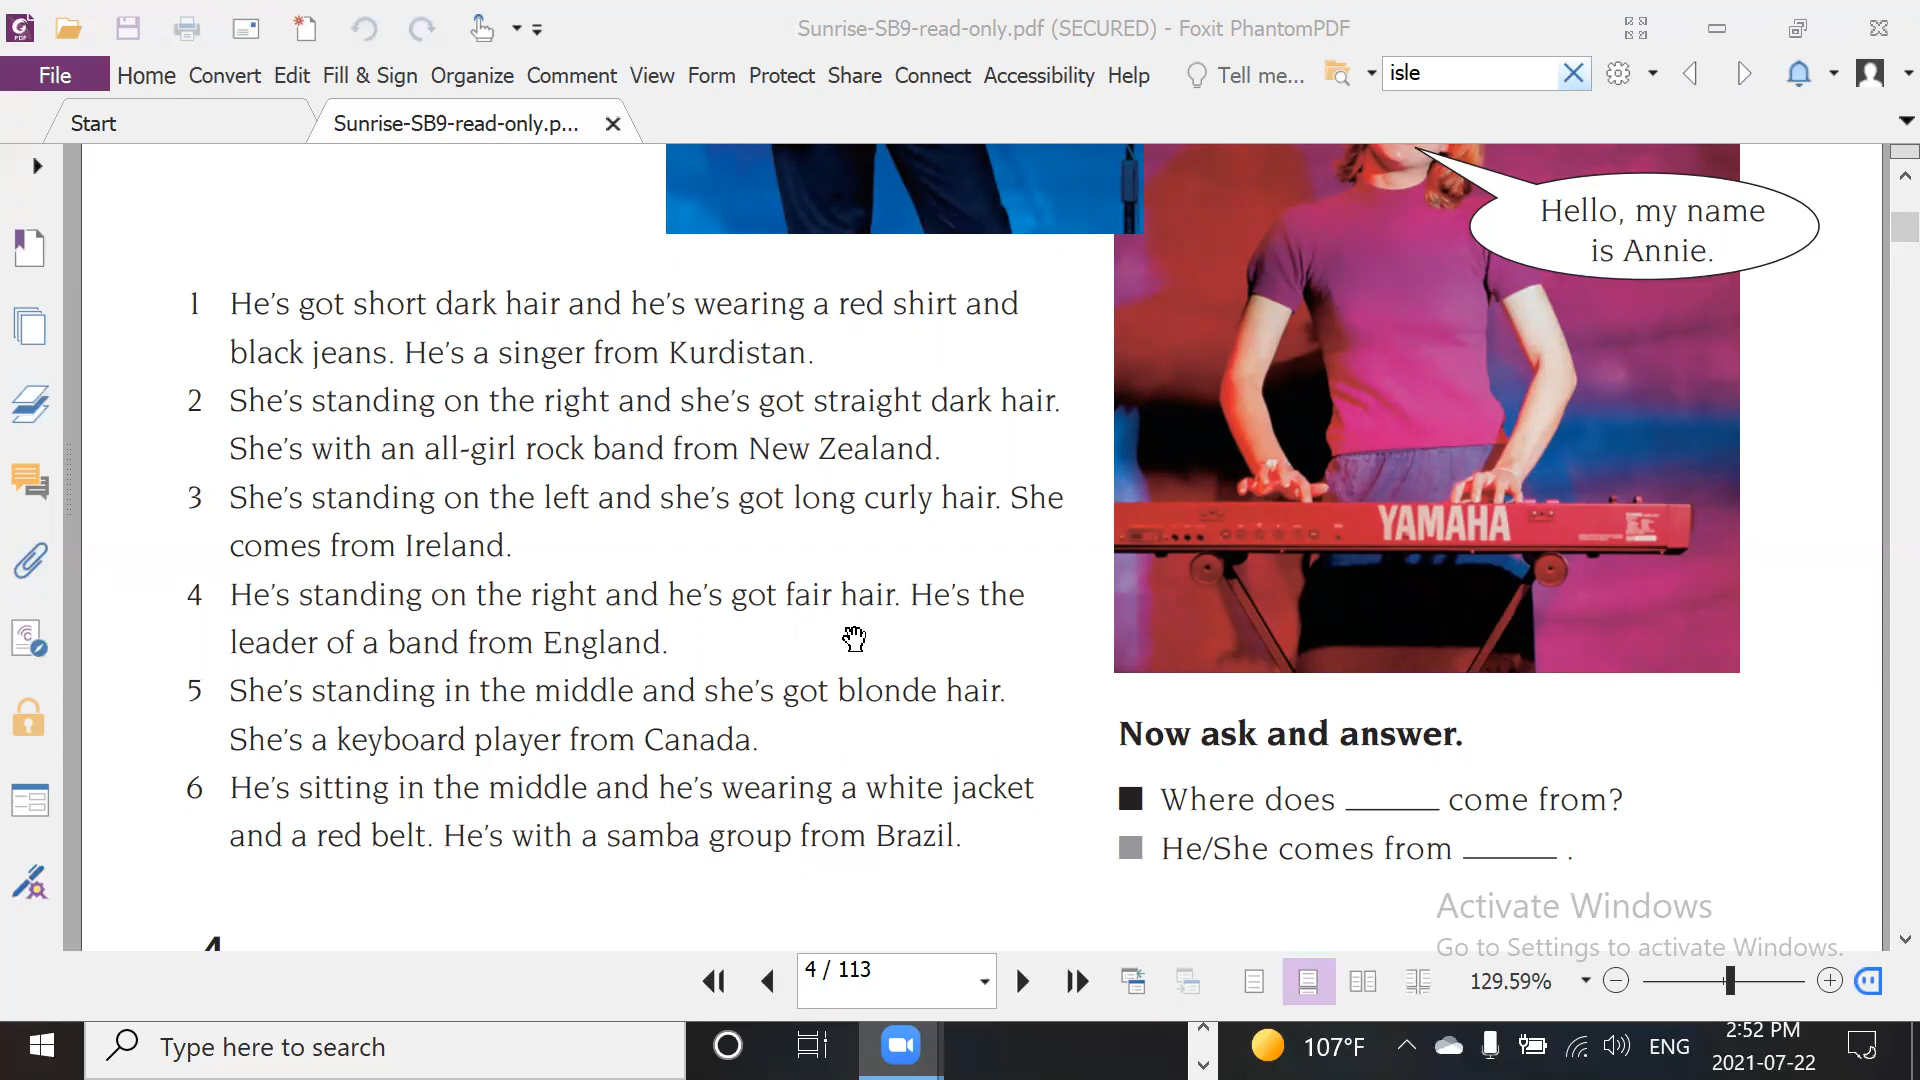 Sunrise-SB9-read-only.pdf (SECURED) - Foxit PhantomPDF
File Home Convert Edit Fill & Sign Organize Comment View Form Protect Share Connect Accessibility Help Tell me... isle
Start Sunrise-SB9-read-only.p...
Hello, my name
is Annie.
1 He's got short dark hair and he's wearing a red shirt and
black jeans. He's a singer from Kurdistan.
2 She's standing on the right and she's got straight dark hair.
She's with an all-girl rock band from New Zealand.
3 She's standing on the left and she's got long curly hair. She
comes from Ireland.
4 He's standing on the right and he's got fair hair. He's the
leader of a band from England.
5 She's standing in the middle and she's got blonde hair.
She's a keyboard player from Canada.
6 He's sitting in the middle and he's wearing a white jacket
and a red belt. He's with a samba group from Brazil.
YAMAHA
Now ask and answer.
Where does ______ come from?
He/She comes from ______ .
Activate Windows
Go to Settings to activate Windows.
4 / 113
129.59%
Type here to search
107°F
ENG
2:52 PM
2021-07-22